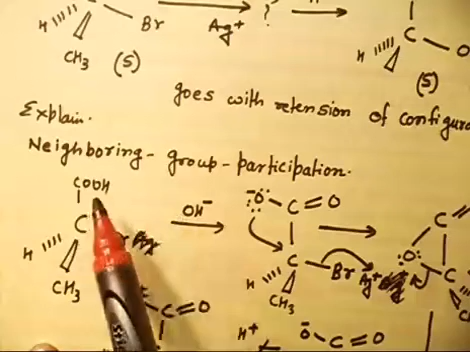 H Br Ag+ ? C O
CH3 (S) (S)
goes with retension of configura
Explain.
Neighboring-group-participation.
COOH
C OH- -:Ö- C=O C
H C Br Ag+ :O: C
CH3 H CH3
C=O H+ Ō-C=O